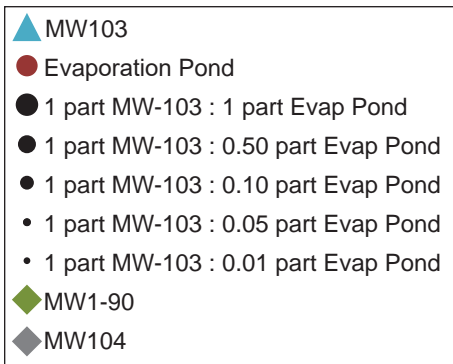 MW103
Evaporation Pond
1 part MW-103 : 1 part Evap Pond
1 part MW-103 : 0.50 part Evap Pond
1 part MW-103 : 0.10 part Evap Pond
1 part MW-103 : 0.05 part Evap Pond
1 part MW-103 : 0.01 part Evap Pond
MW1-90
MW104